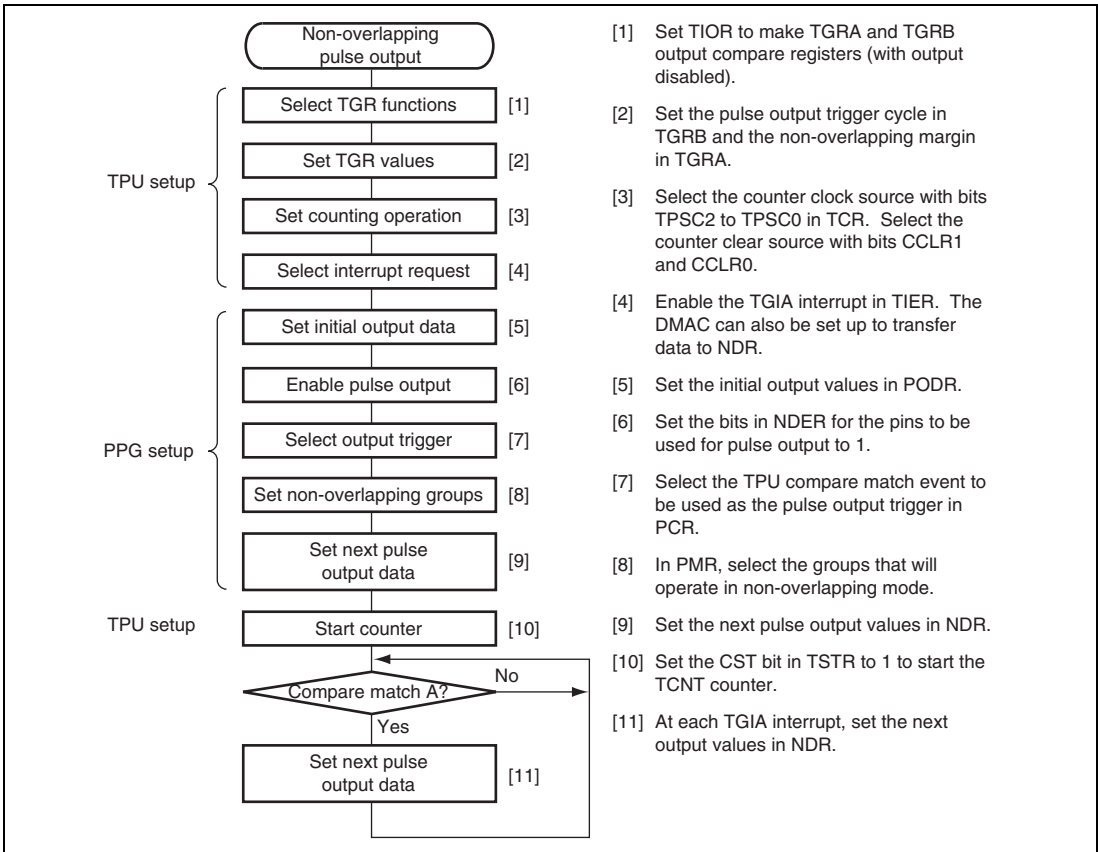 Non-overlapping
pulse output
TPU setup
Select TGR functions [1]
Set TGR values [2]
Set counting operation [3]
Select interrupt request [4]
PPG setup
Set initial output data [5]
Enable pulse output [6]
Select output trigger [7]
Set non-overlapping groups [8]
Set next pulse
output data
[9]
TPU setup
Start counter [10]
Compare match A?
No
Yes
Set next pulse
output data
[11]
[1] Set TIOR to make TGRA and TGRB
output compare registers (with output
disabled).
[2] Set the pulse output trigger cycle in
TGRB and the non-overlapping margin
in TGRA.
[3] Select the counter clock source with bits
TPSC2 to TPSC0 in TCR. Select the
counter clear source with bits CCLR1
and CCLR0.
[4] Enable the TGIA interrupt in TIER. The
DMAC can also be set up to transfer
data to NDR.
[5] Set the initial output values in PODR.
[6] Set the bits in NDER for the pins to be
used for pulse output to 1.
[7] Select the TPU compare match event to
be used as the pulse output trigger in
PCR.
[8] In PMR, select the groups that will
operate in non-overlapping mode.
[9] Set the next pulse output values in NDR.
[10] Set the CST bit in TSTR to 1 to start the
TCNT counter.
[11] At each TGIA interrupt, set the next
output values in NDR.